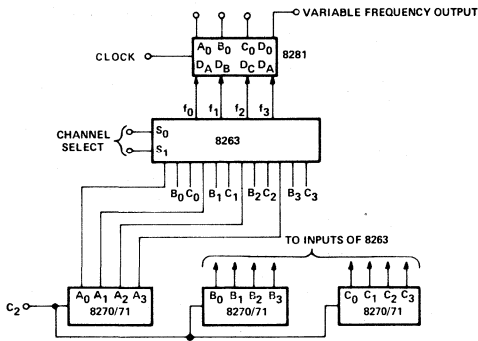 VARIABLE FREQUENCY OUTPUT
A0 B0 C0 D0
8281
CLOCK
DA DB DC DA
f0 f1 f2 f3
CHANNEL SELECT
S0
S1
8263
B0 C0 B1 C1 B2 C2 B3 C3
TO INPUTS OF 8263
A0 A1 A2 A3
B0 B1 B2 B3
C0 C1 C2 C3
C2
8270/71
8270/71
8270/71